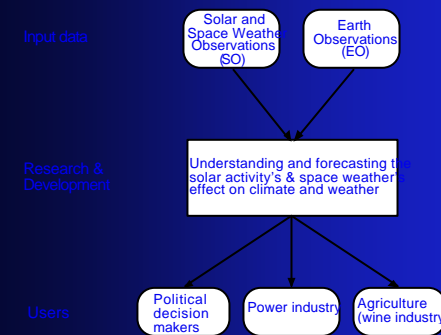 Input data
Solar and
Space Weather
Observations
(SO)
Earth
Observations
(EO)
Research &
Development
Understanding and forecasting the
solar activity's & space weather's
effect on climate and weather
Users
Political
decision
makers
Power industry
Agriculture
(wine industry